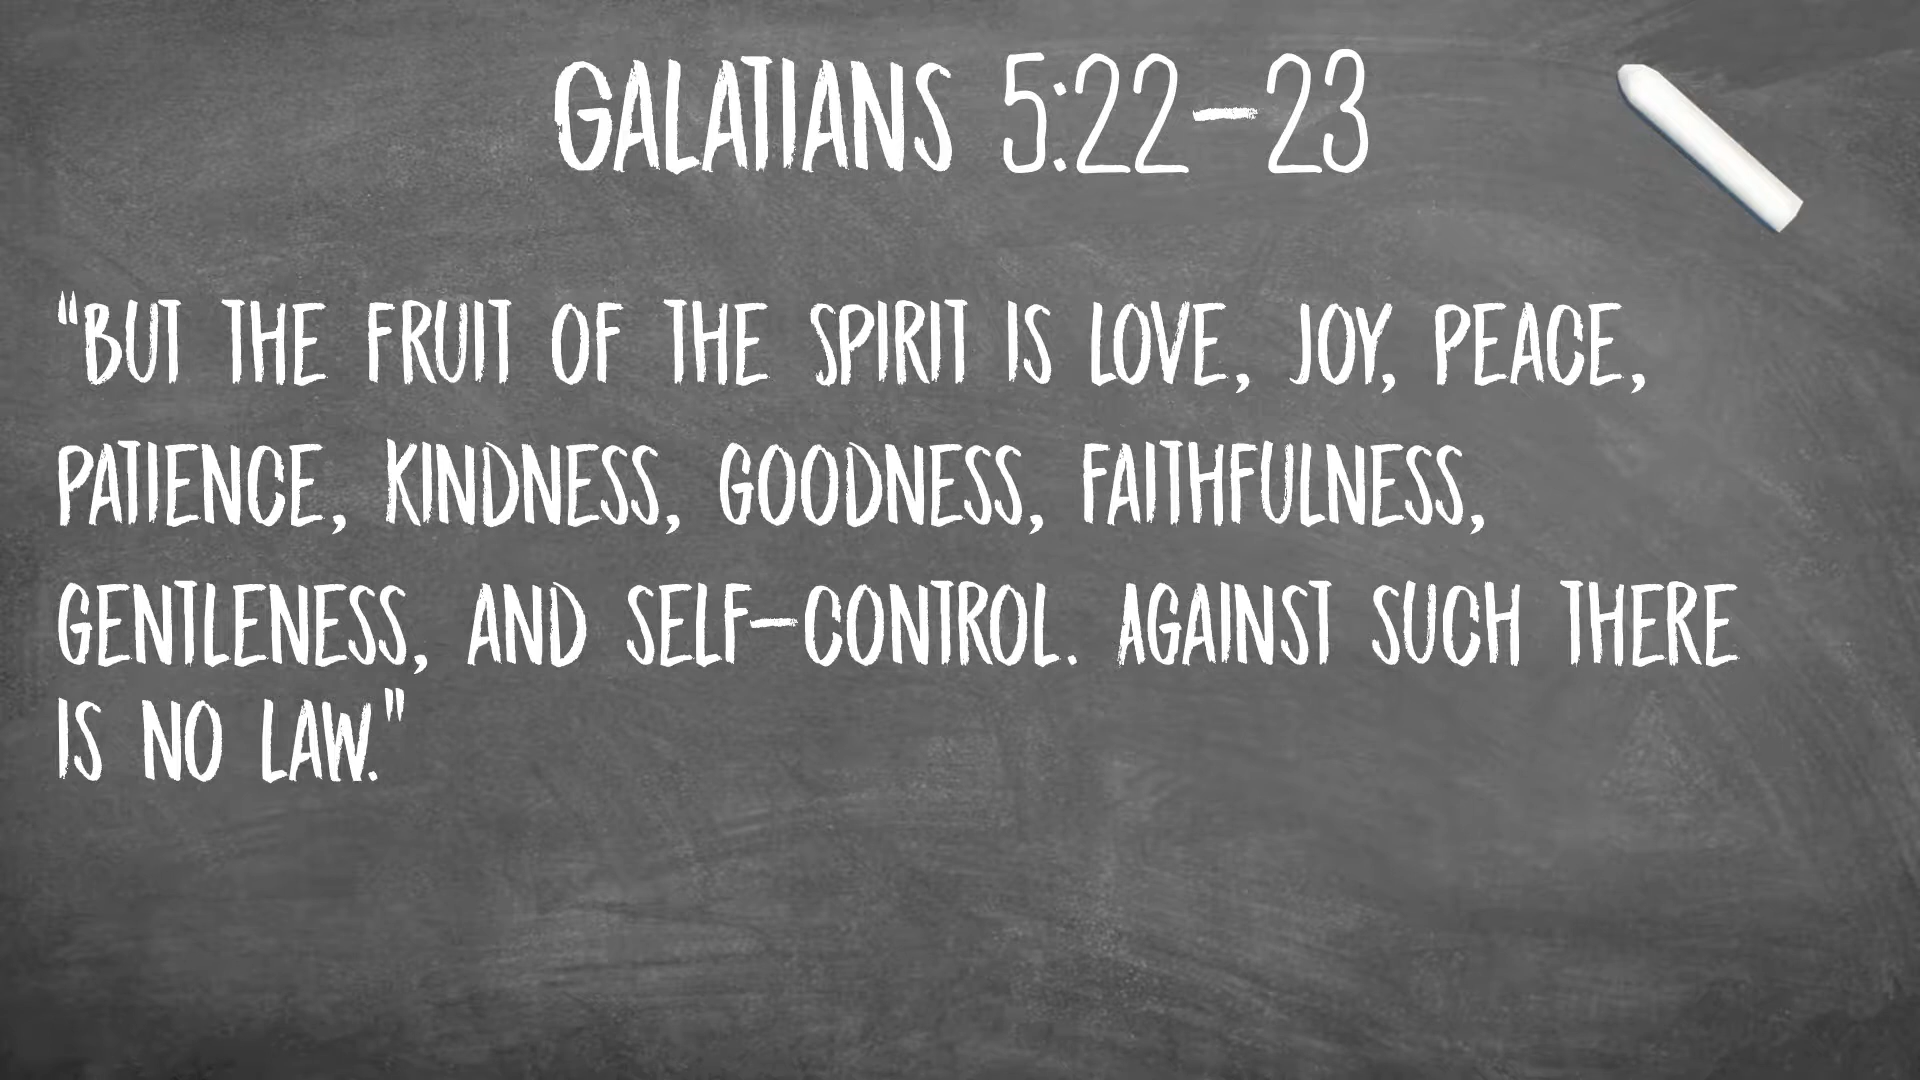 GALATIANS 5:22-23
"BUT THE FRUIT OF THE SPIRIT IS LOVE, JOY, PEACE,
PATIENCE, KINDNESS, GOODNESS, FAITHFULNESS,
GENTLENESS, AND SELF-CONTROL. AGAINST SUCH THERE
IS NO LAW."